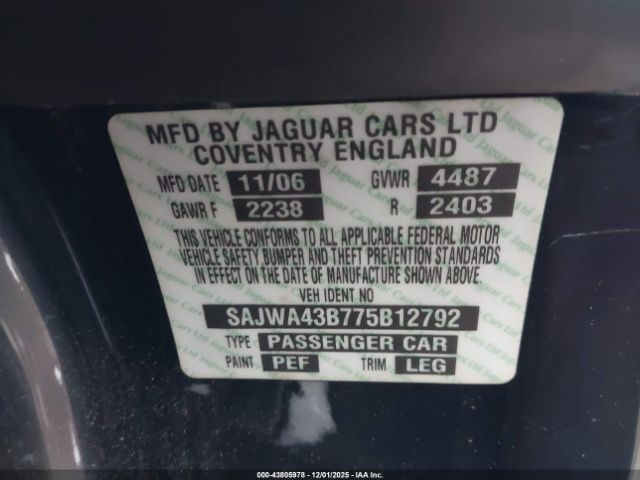 MFD BY JAGUAR CARS LTD
COVENTRY ENGLAND
MFD DATE 11/06 GVWR 4487
GAWR F 2238 R 2403
THIS VEHICLE CONFORMS TO ALL APPLICABLE FEDERAL MOTOR
VEHICLE SAFETY BUMPER AND THEFT PREVENTION STANDARDS
IN EFFECT ON THE DATE OF MANUFACTURE SHOWN ABOVE
VEH IDENT NO
SAJWA43B775B12792
TYPE PASSENGER CAR
PAINT PEF TRIM LEG
000-43805978 - 12/01/2025 - IAA Inc.